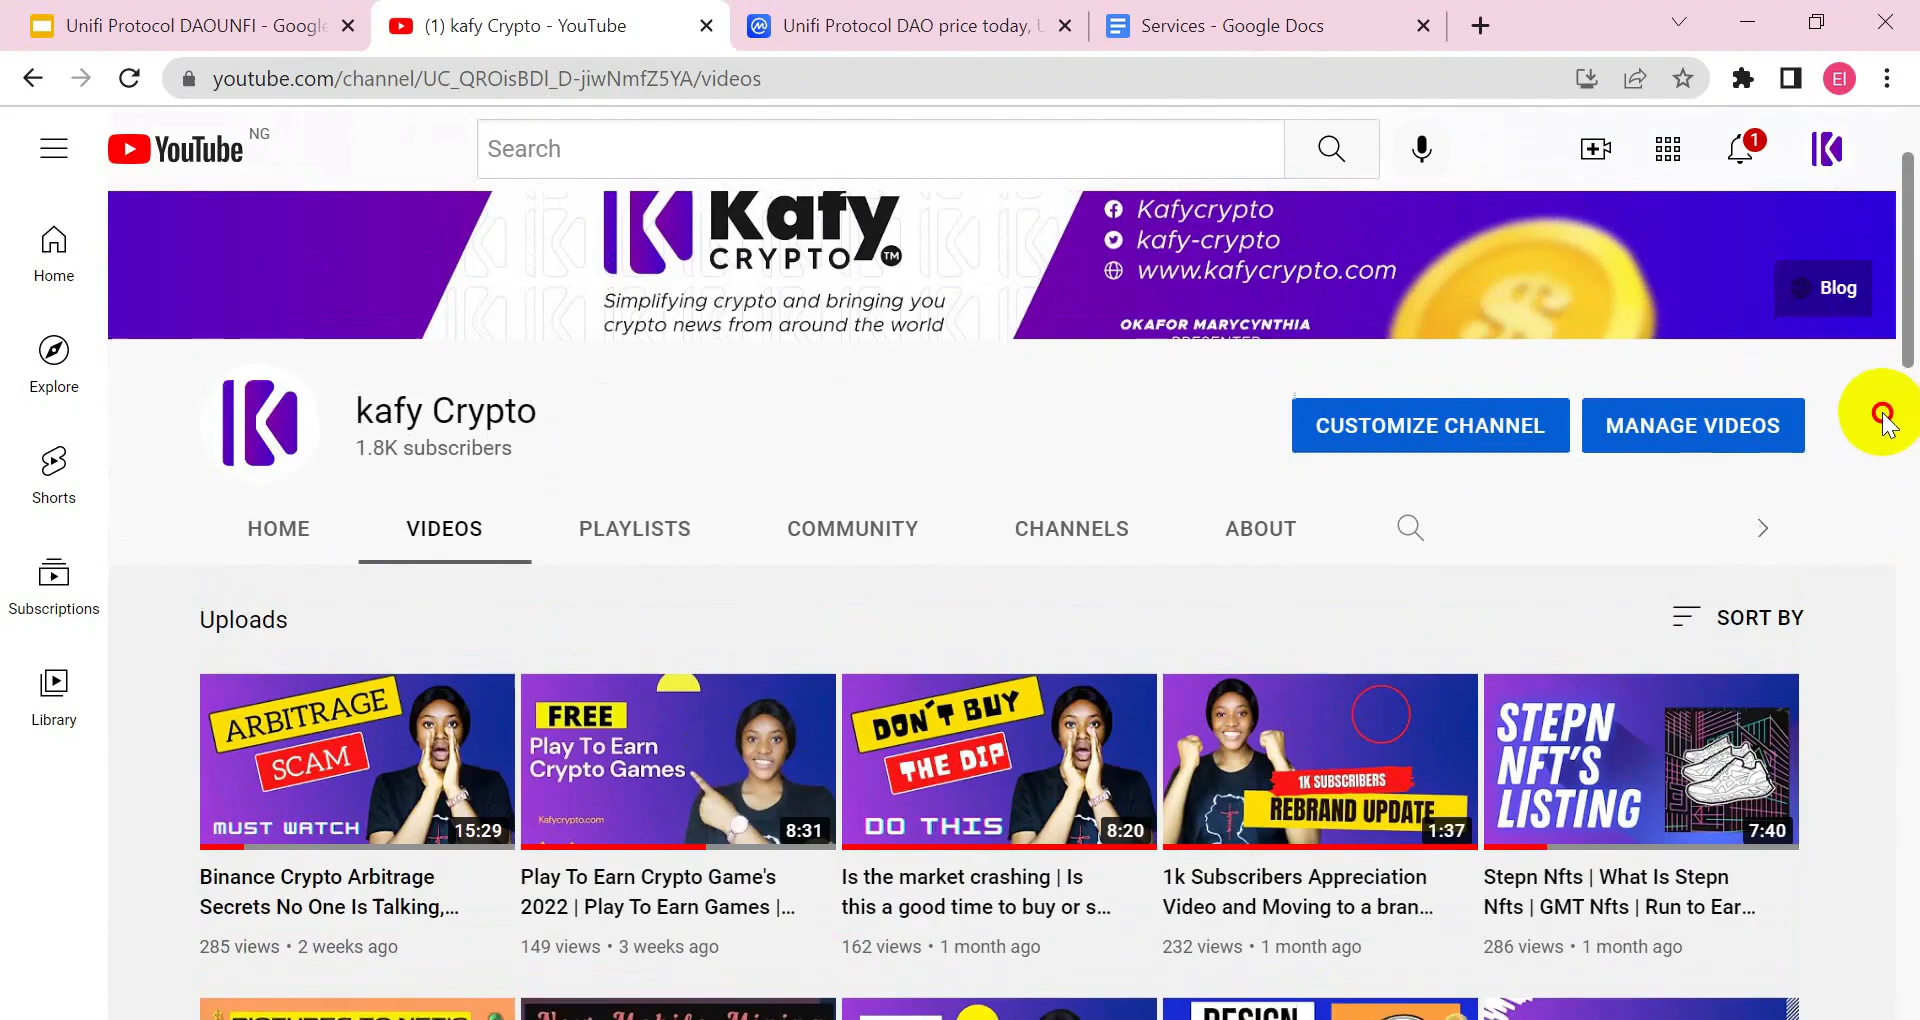 Unifi Protocol DAOUNFI - Google
(1) kafy Crypto - YouTube
Unifi Protocol DAO price today, U
Services - Google Docs
youtube.com/channel/UC_QROisBDl_D-jiwNmfZ5YA/videos
EI
YouTube NG
Search
1
Kafy
CRYPTO TM
Simplifying crypto and bringing you
crypto news from around the world
Kafycrypto
kafy-crypto
www.kafycrypto.com
OKAFOR MARYCYNTHIA
Blog
Home
Explore
Shorts
Subscriptions
Library
kafy Crypto
1.8K subscribers
CUSTOMIZE CHANNEL
MANAGE VIDEOS
HOME VIDEOS PLAYLISTS COMMUNITY CHANNELS ABOUT
Uploads
SORT BY
ARBITRAGE
SCAM
MUST WATCH
15:29
Binance Crypto Arbitrage
Secrets No One Is Talking,...
285 views • 2 weeks ago
FREE
Play To Earn
Crypto Games
Kafycrypto.com
8:31
Play To Earn Crypto Game's
2022 | Play To Earn Games |...
149 views • 3 weeks ago
DON'T BUY
THE DIP
DO THIS
8:20
Is the market crashing | Is
this a good time to buy or s...
162 views • 1 month ago
1K SUBSCRIBERS
REBRAND UPDATE
1:37
1k Subscribers Appreciation
Video and Moving to a bran...
232 views • 1 month ago
STEPN
NFT'S
LISTING
7:40
Stepn Nfts | What Is Stepn
Nfts | GMT Nfts | Run to Ear...
286 views • 1 month ago
DESIGN